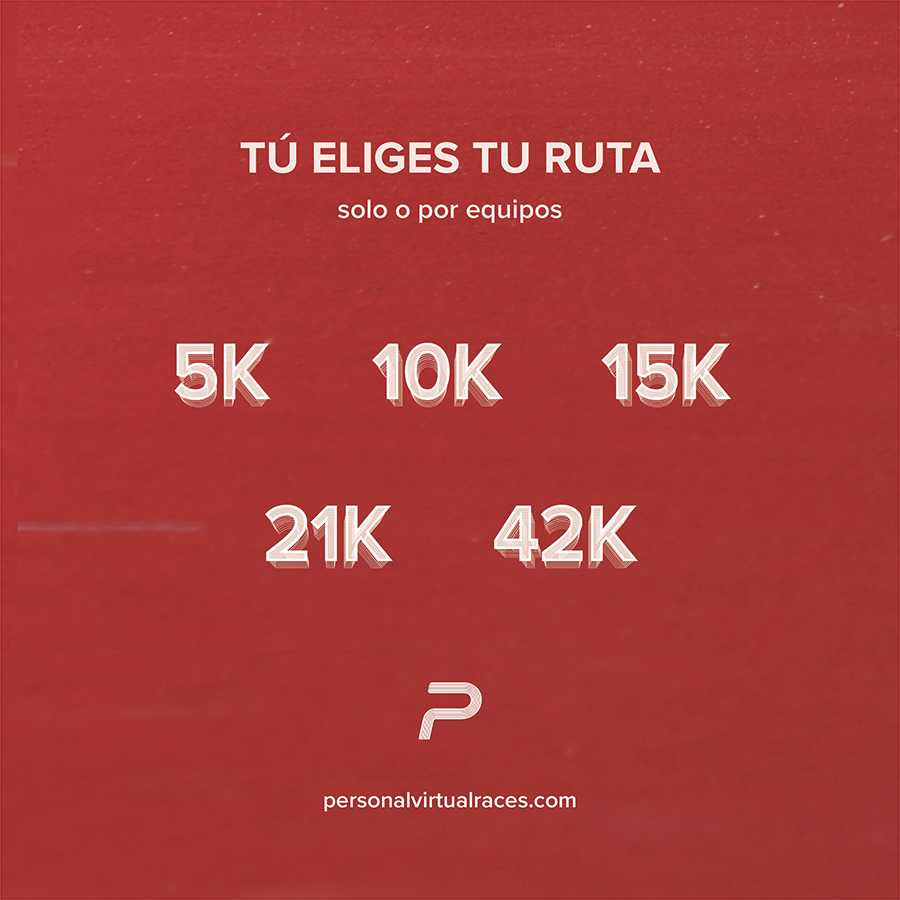 TÚ ELIGES TU RUTA
solo o por equipos
5K 10K 15K
21K 42K
P
personalvirtualraces.com